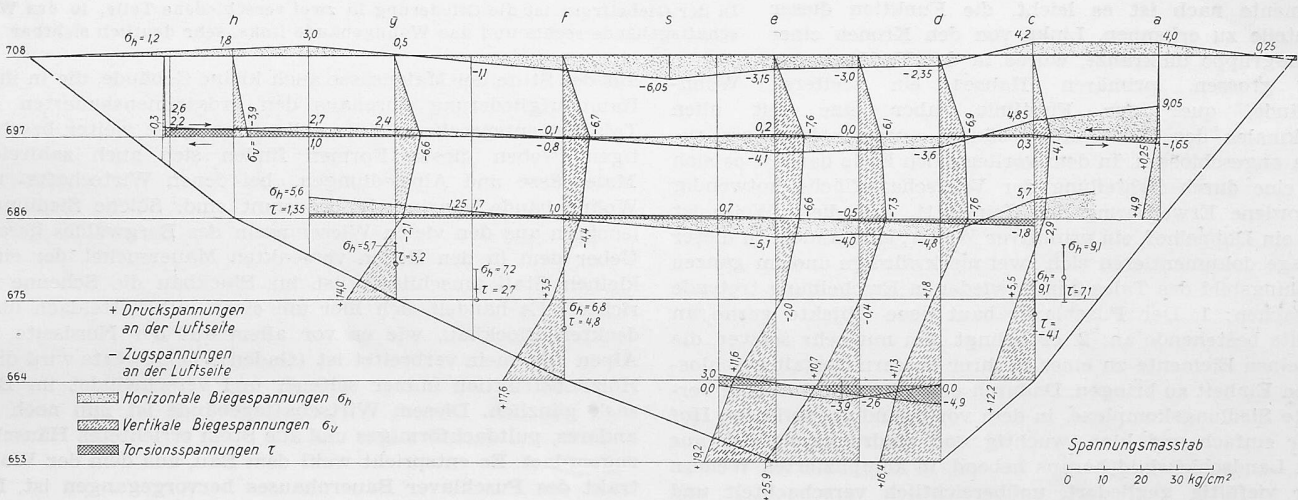 h g f s e d c a
σh = 1,2 1,8 3,0 0,5 4,2 4,0 0,25
708
-1,1 -6,05 -3,15 -3,0 -2,35
9,05
2,6
-0,3 2,2 -3,9 2,7 2,4 -0,1 -6,7 0,2 -7,6 0,0 -6,1 -6,9 4,85
697
σv= 1,0 -6,6 -0,8 -4,1 -3,6 0,3 -4,1 +0,25 -1,65
σh=5,6
τ=1,35 1,25 1,7 1,0 0,7 -6,6 -0,5 -7,3 -7,6 5,7 +4,9
686
-2,1 -4,4 -5,1 -4,0 -4,8 -1,8 -2,9
σh=5,7 σh=9,1
τ=3,2
σh=7,2 σh=9,1
τ=2,7 τ=7,1
14,0 +3,5 -2,0 -0,4 +1,8 +5,7
675
+ Druckspannungen
an der Luftseite
σh=6,8
τ=4,8
τ=4,1
− Zugspannungen
an der Luftseite
664
3,0 +11,6 +10,7 +11,3 0,0
0,0 -3,9 -2,6 -4,9
-17,6 +12,2
Horizontale Biegespannungen σh
Vertikale Biegespannungen σv
Torsionsspannungen τ
653
+19,2 +25,9 +16,4
Spannungsmasstab
0 10 20 30 kg/cm²